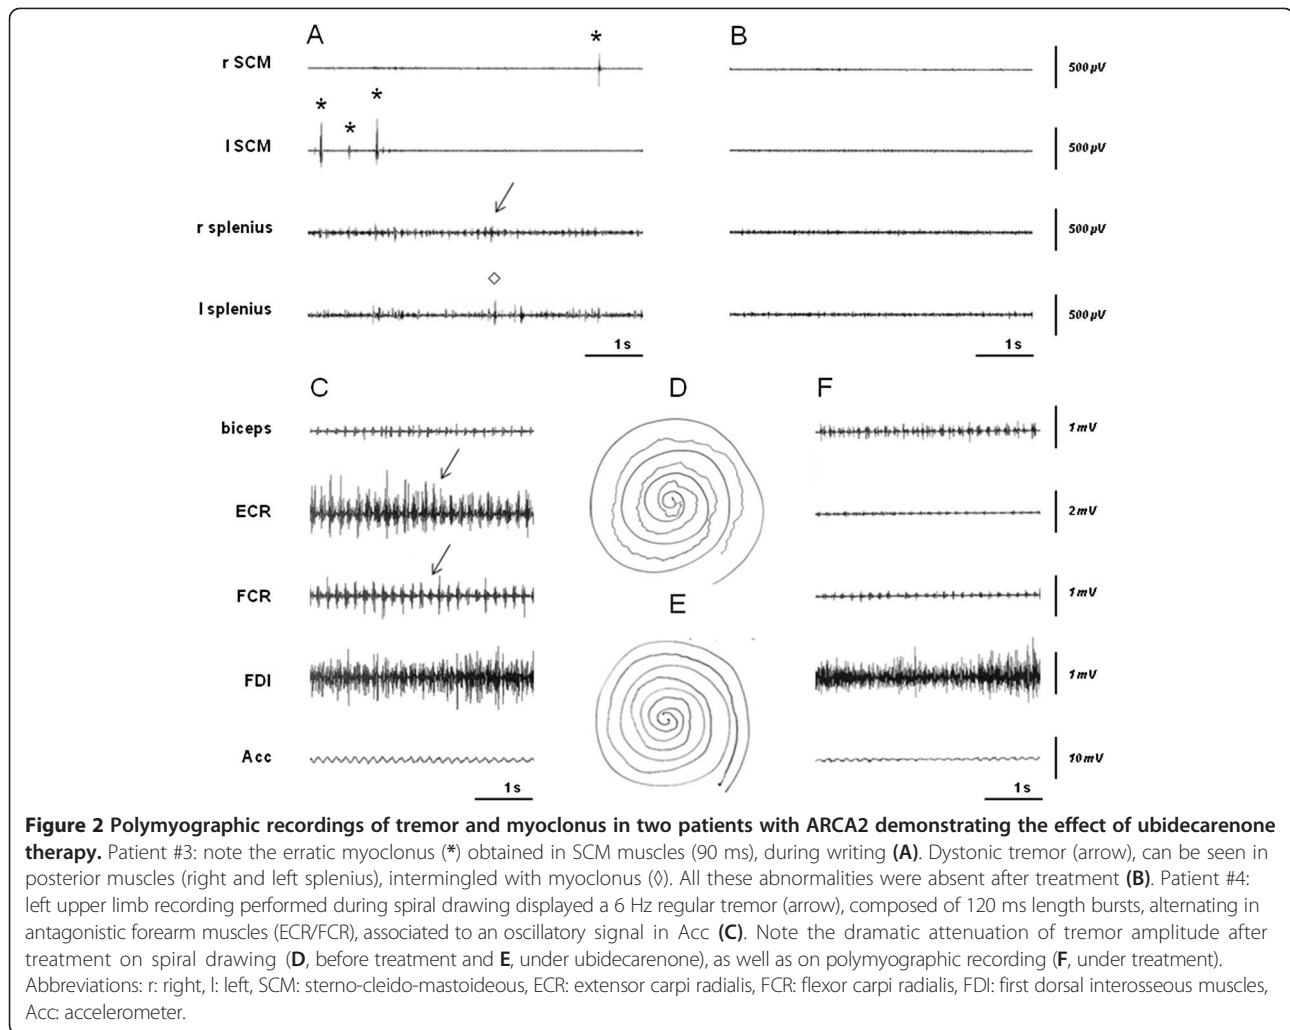 A
B
r SCM
*
500 µV
l SCM
* * *
500 µV
r splenius
500 µV
l splenius
◊
500 µV
1 s
1 s
C
D
F
biceps
1 mV
ECR
2 mV
FCR
1 mV
E
FDI
1 mV
Acc
10 mV
1 s
1 s
Figure 2 Polymyographic recordings of tremor and myoclonus in two patients with ARCA2 demonstrating the effect of ubidecarenone
therapy. Patient #3: note the erratic myoclonus (*) obtained in SCM muscles (90 ms), during writing (A). Dystonic tremor (arrow), can be seen in
posterior muscles (right and left splenius), intermingled with myoclonus (◊). All these abnormalities were absent after treatment (B). Patient #4:
left upper limb recording performed during spiral drawing displayed a 6 Hz regular tremor (arrow), composed of 120 ms length bursts, alternating in
antagonistic forearm muscles (ECR/FCR), associated to an oscillatory signal in Acc (C). Note the dramatic attenuation of tremor amplitude after
treatment on spiral drawing (D, before treatment and E, under ubidecarenone), as well as on polymyographic recording (F, under treatment).
Abbreviations: r: right, l: left, SCM: sterno-cleido-mastoideous, ECR: extensor carpi radialis, FCR: flexor carpi radialis, FDI: first dorsal interosseous muscles,
Acc: accelerometer.